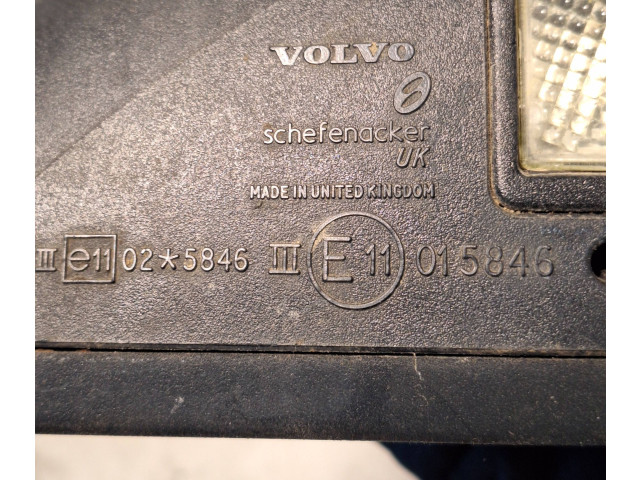 VOLVO
schefenacker
UK
MADE IN UNITED KINGDOM
III e11 02*5846 III E 11 015846